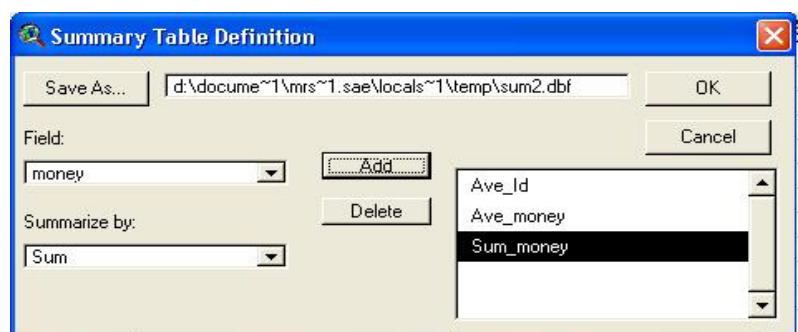 Summary Table Definition
Save As...
d:\docume~1\mrs~1.sae\locals~1\temp\sum2.dbf
OK
Cancel
Field:
money
Add
Delete
Summarize by:
Sum
Ave_Id
Ave_money
Sum_money